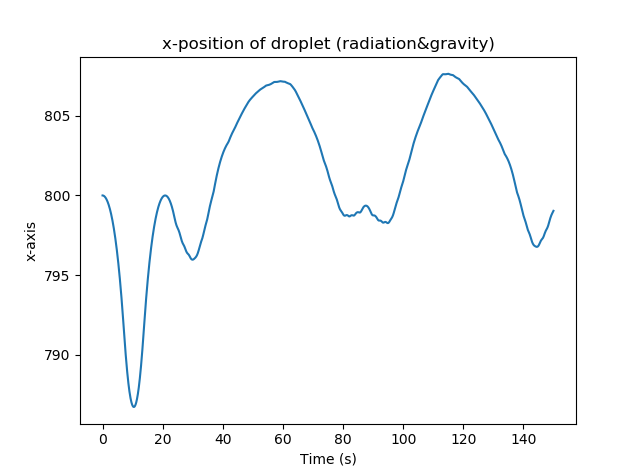 x-position of droplet (radiation&gravity)
805
800
795
790
x-axis
0 20 40 60 80 100 120 140
Time (s)